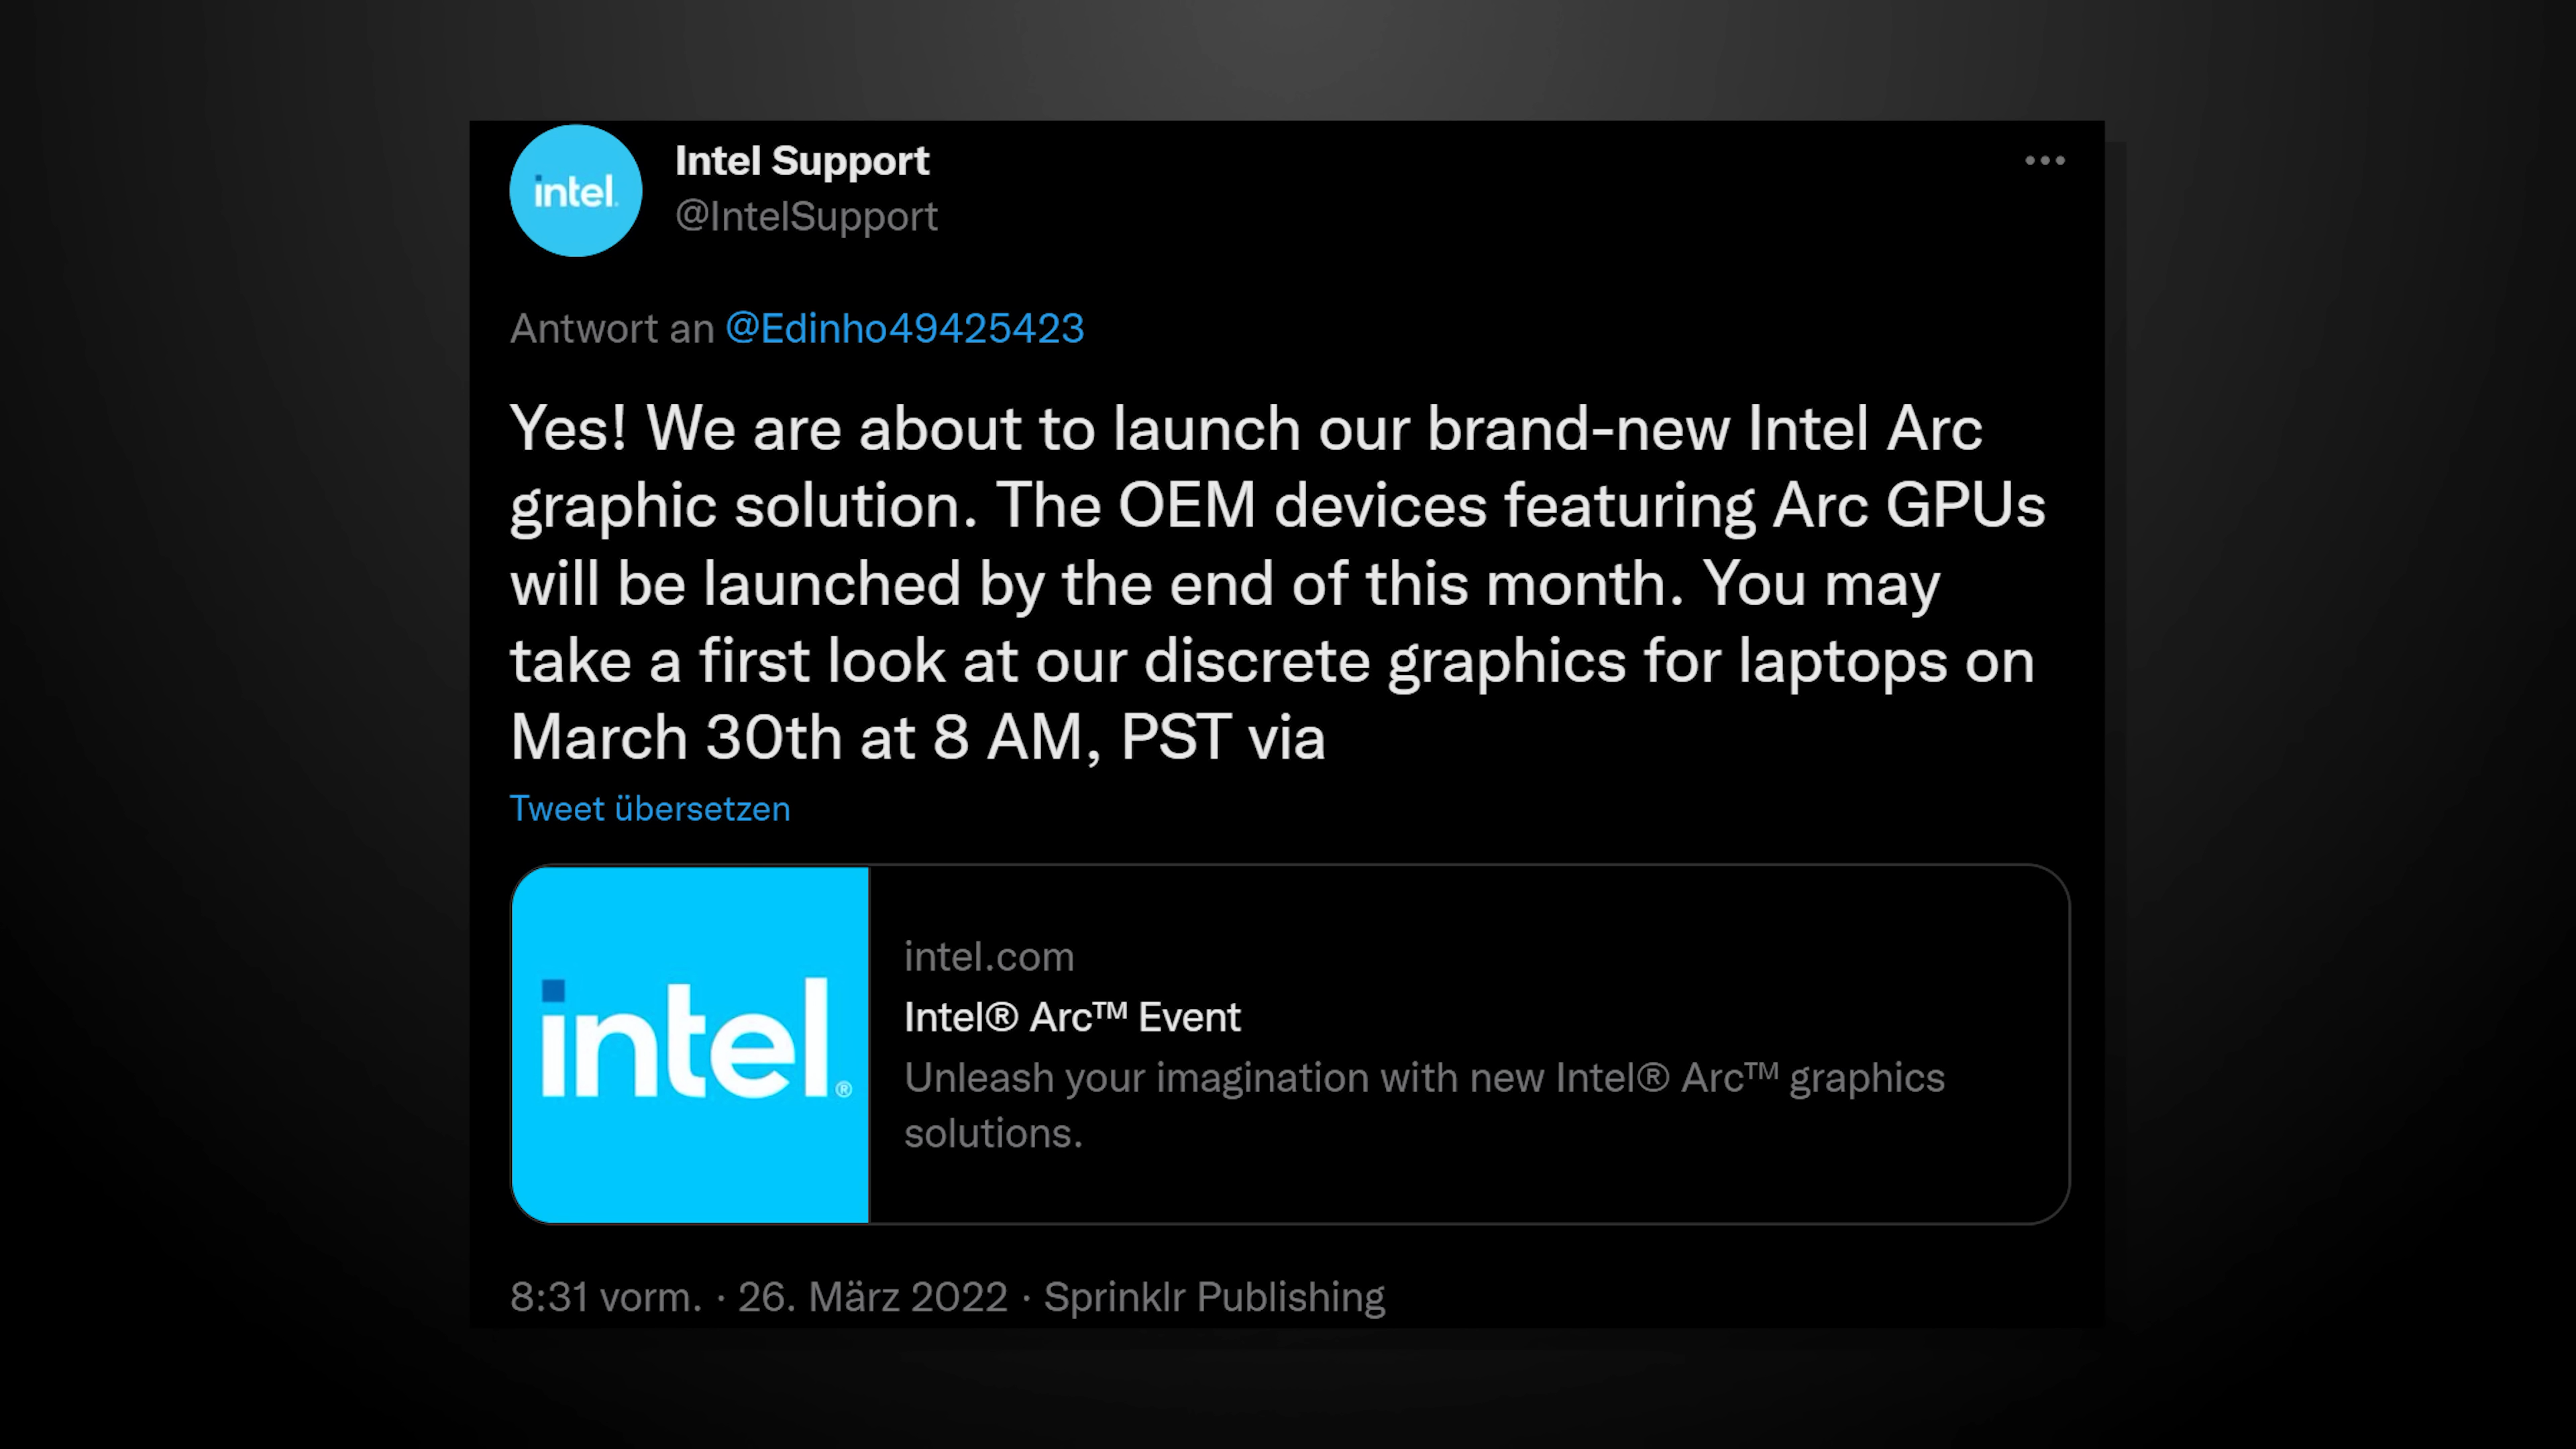 intel.
Intel Support
@IntelSupport
Antwort an @Edinho49425423
Yes! We are about to launch our brand-new Intel Arc
graphic solution. The OEM devices featuring Arc GPUs
will be launched by the end of this month. You may
take a first look at our discrete graphics for laptops on
March 30th at 8 AM, PST via
Tweet übersetzen
intel®
intel.com
Intel® Arc™ Event
Unleash your imagination with new Intel® Arc™ graphics
solutions.
8:31 vorm. · 26. März 2022 · Sprinklr Publishing